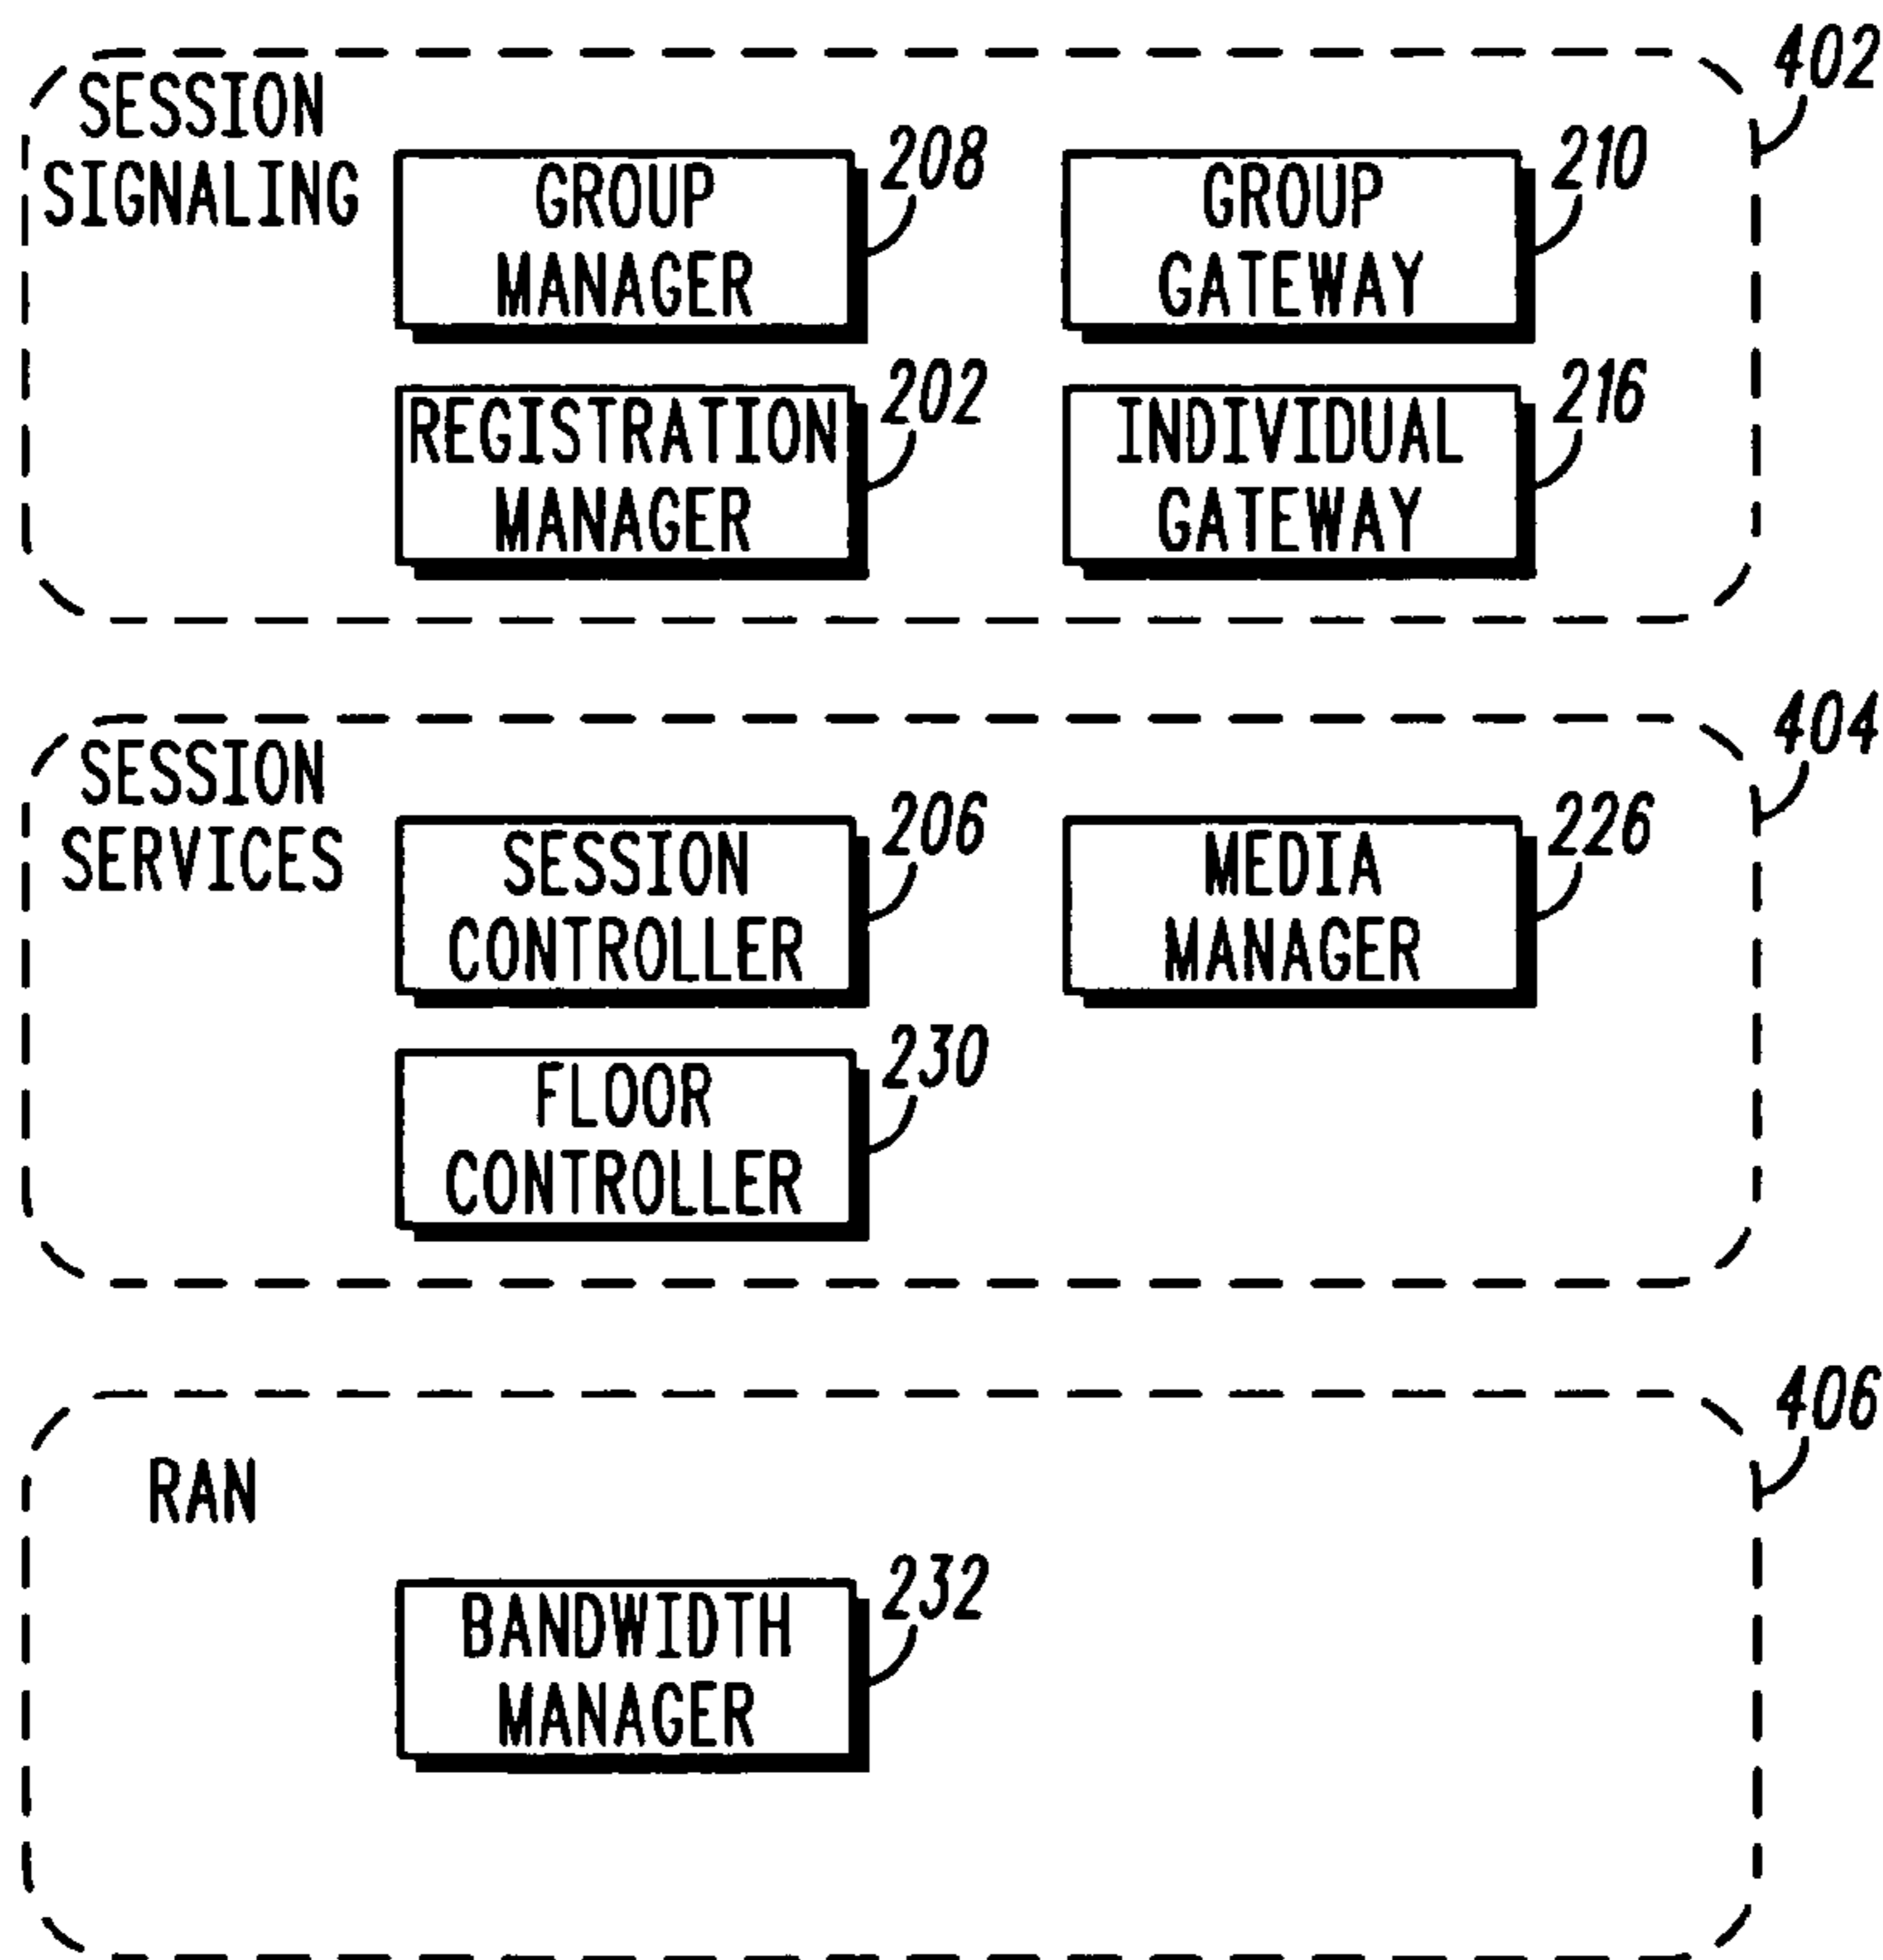 402
SESSION
SIGNALING
208
GROUP
MANAGER
210
GROUP
GATEWAY
202
REGISTRATION
MANAGER
216
INDIVIDUAL
GATEWAY
404
SESSION
SERVICES
206
SESSION
CONTROLLER
226
MEDIA
MANAGER
230
FLOOR
CONTROLLER
406
RAN
232
BANDWIDTH
MANAGER